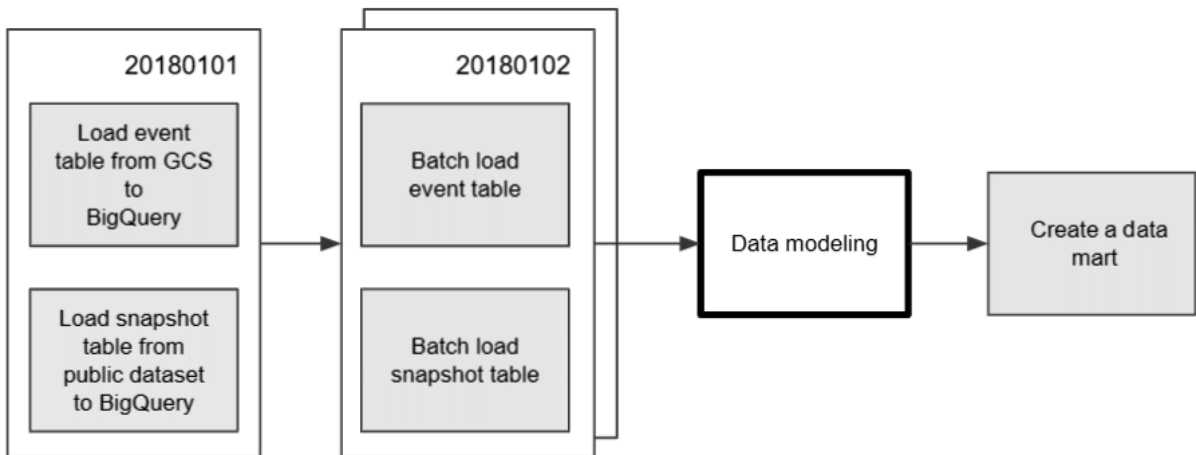 20180101
Load event
table from GCS
to
BigQuery
Load snapshot
table from
public dataset
to BigQuery
20180102
Batch load
event table
Batch load
snapshot table
Data modeling
Create a data
mart